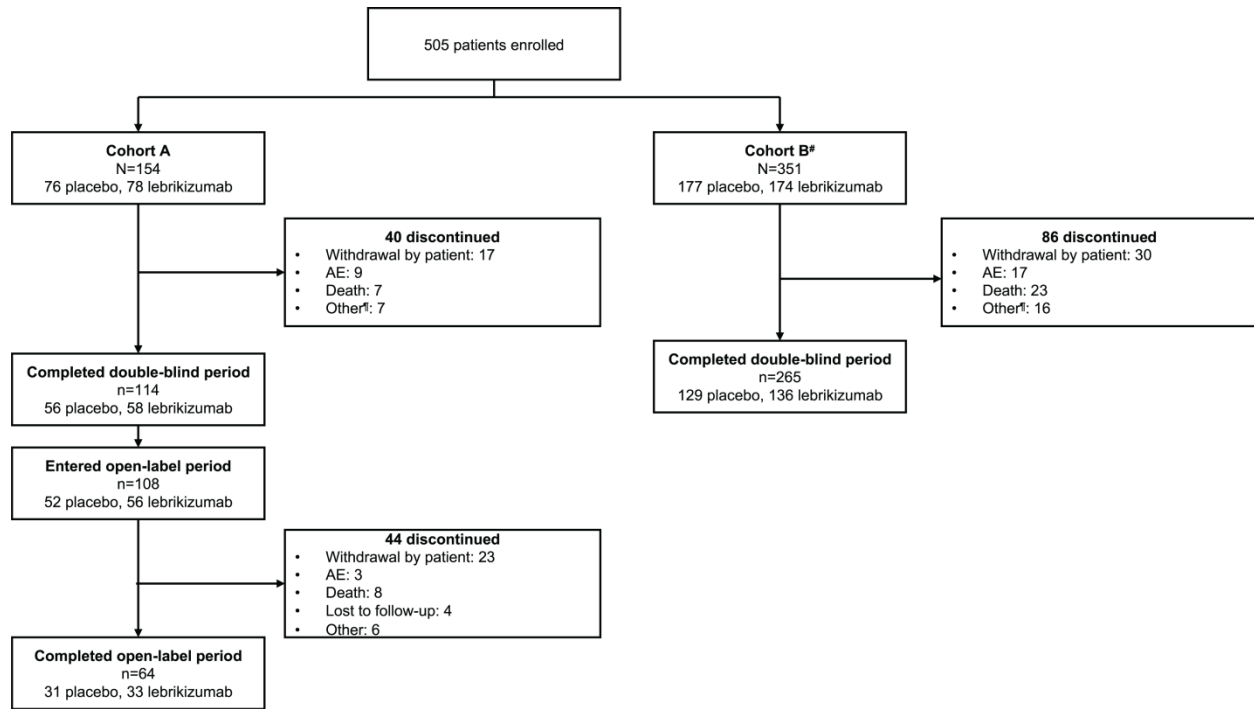 505 patients enrolled
Cohort A
N=154
76 placebo, 78 lebrikizumab
Cohort B#
N=351
177 placebo, 174 lebrikizumab
40 discontinued
• Withdrawal by patient: 17
• AE: 9
• Death: 7
• Other¶: 7
86 discontinued
• Withdrawal by patient: 30
• AE: 17
• Death: 23
• Other¶: 16
Completed double-blind period
n=114
56 placebo, 58 lebrikizumab
Completed double-blind period
n=265
129 placebo, 136 lebrikizumab
Entered open-label period
n=108
52 placebo, 56 lebrikizumab
44 discontinued
• Withdrawal by patient: 23
• AE: 3
• Death: 8
• Lost to follow-up: 4
• Other: 6
Completed open-label period
n=64
31 placebo, 33 lebrikizumab